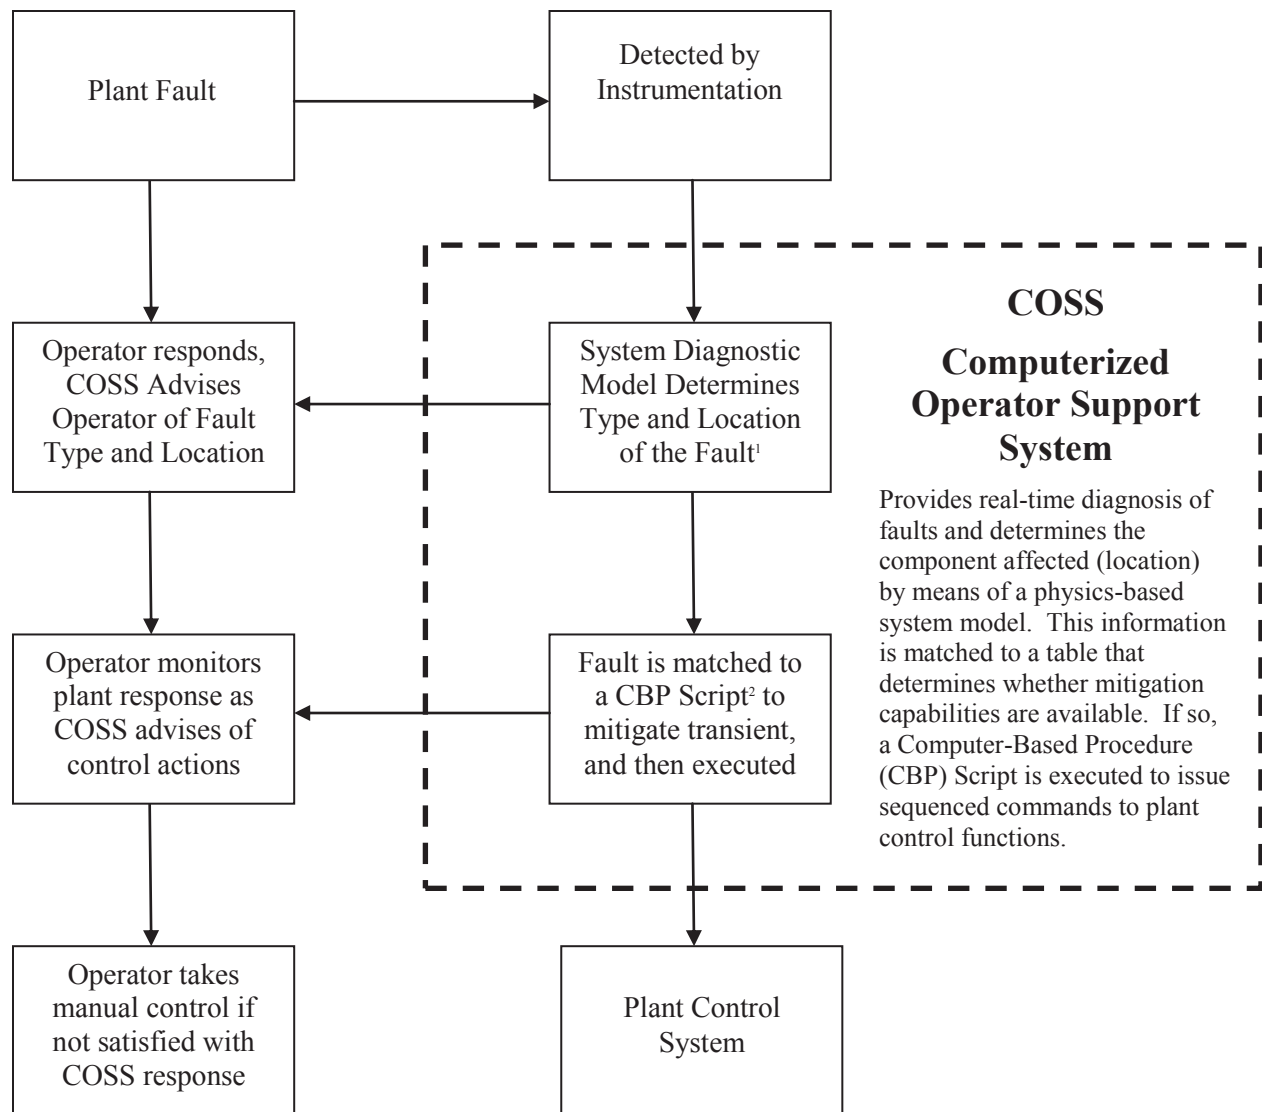 Plant Fault
Detected by
Instrumentation
Operator responds,
COSS Advises
Operator of Fault
Type and Location
System Diagnostic
Model Determines
Type and Location
of the Fault¹
COSS
Computerized
Operator Support
System
Provides real-time diagnosis of
faults and determines the
component affected (location)
by means of a physics-based
system model.  This information
is matched to a table that
determines whether mitigation
capabilities are available.  If so,
a Computer-Based Procedure
(CBP) Script is executed to issue
sequenced commands to plant
control functions.
Operator monitors
plant response as
COSS advises of
control actions
Fault is matched to
a CBP Script² to
mitigate transient,
and then executed
Operator takes
manual control if
not satisfied with
COSS response
Plant Control
System